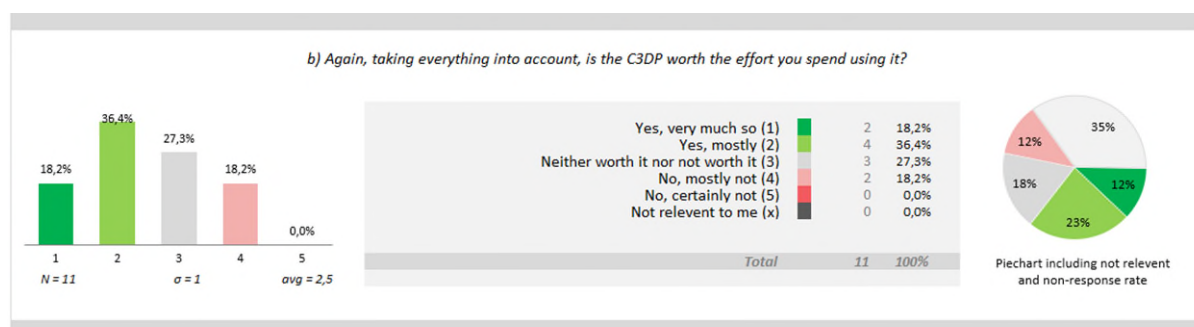 b) Again, taking everything into account, is the C3DP worth the effort you spend using it?
18,2%
36,4%
27,3%
18,2%
0,0%
1 2 3 4 5
N = 11 σ = 1 avg = 2,5
Yes, very much so (1) 2 18,2%
Yes, mostly (2) 4 36,4%
Neither worth it nor not worth it (3) 3 27,3%
No, mostly not (4) 2 18,2%
No, certainly not (5) 0 0,0%
Not relevent to me (x) 0 0,0%
Total 11 100%
35%
12%
12%
18%
23%
Piechart including not relevent
and non-response rate